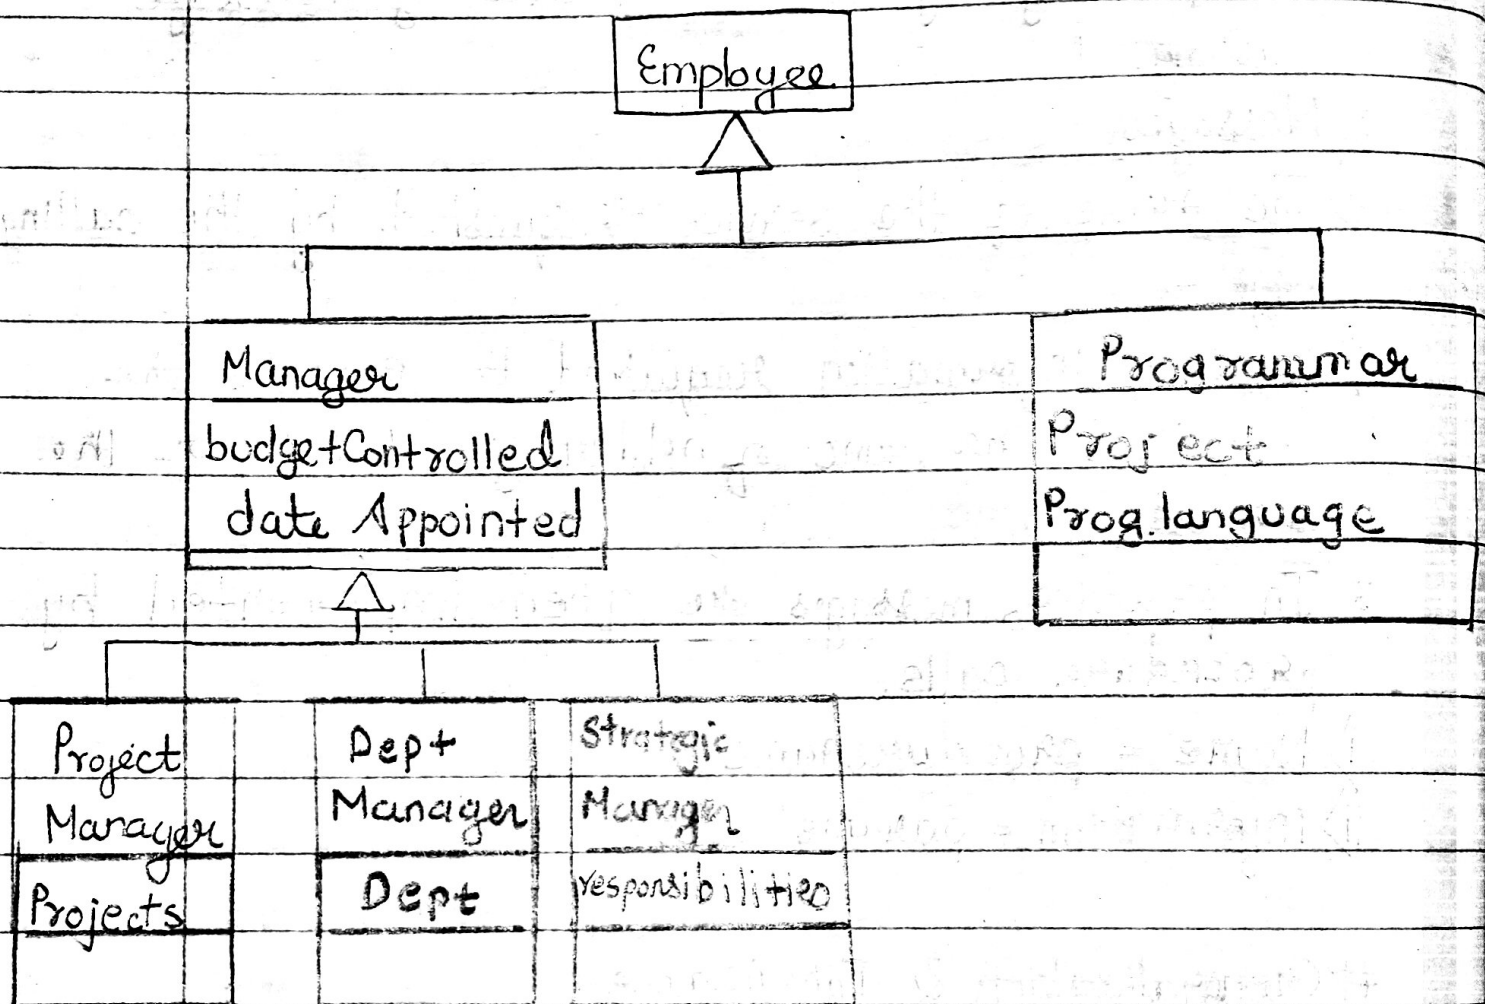 Employee
Manager
budgetControlled
date Appointed
Programmar
Project
Prog. language
Project
Manager
Projects
Dept
Manager
Dept
Strategic
Manager
responsibilities